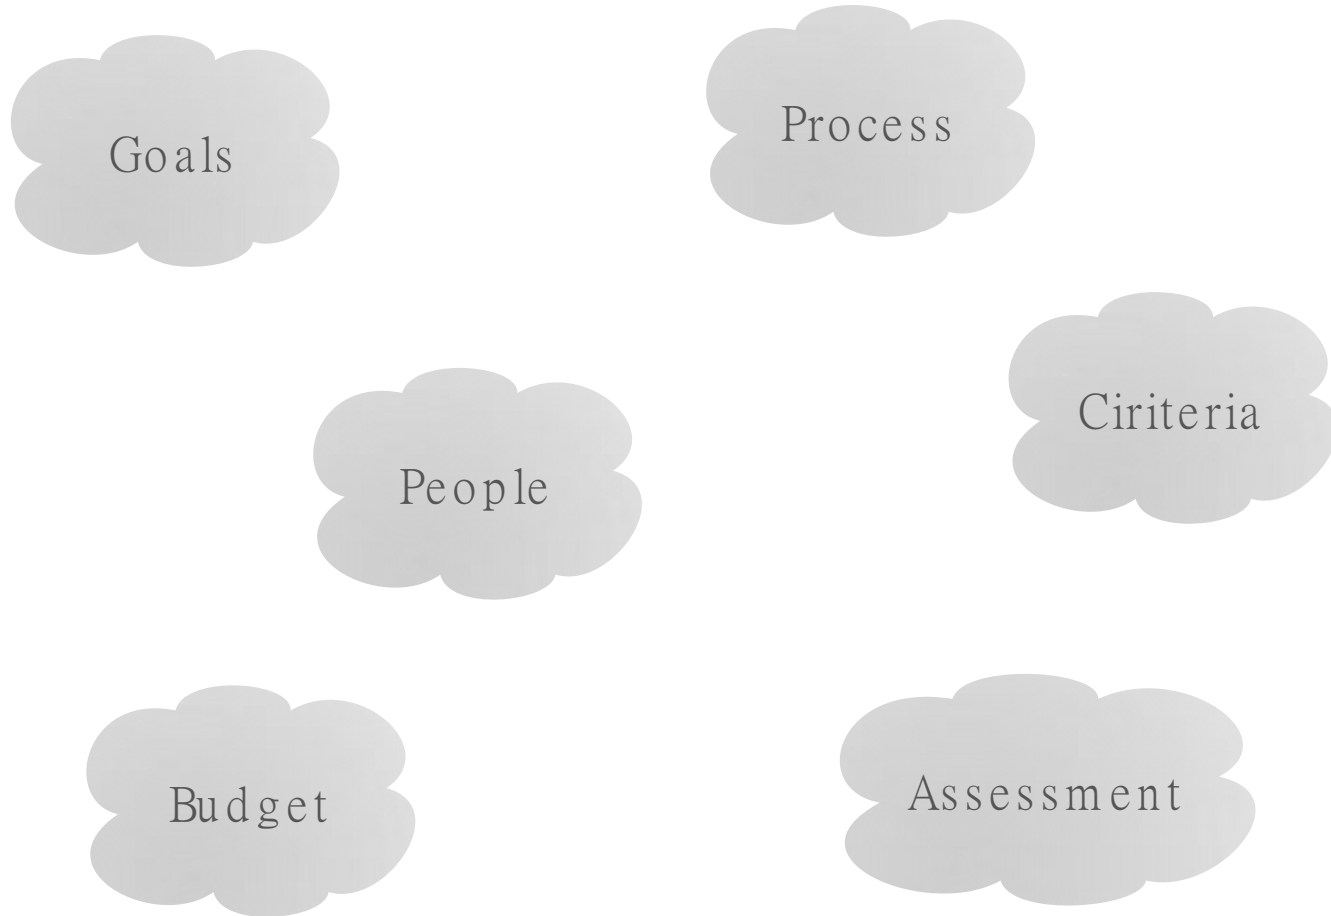 Goals
Process
Ciriteria
People
Budget
Assessment